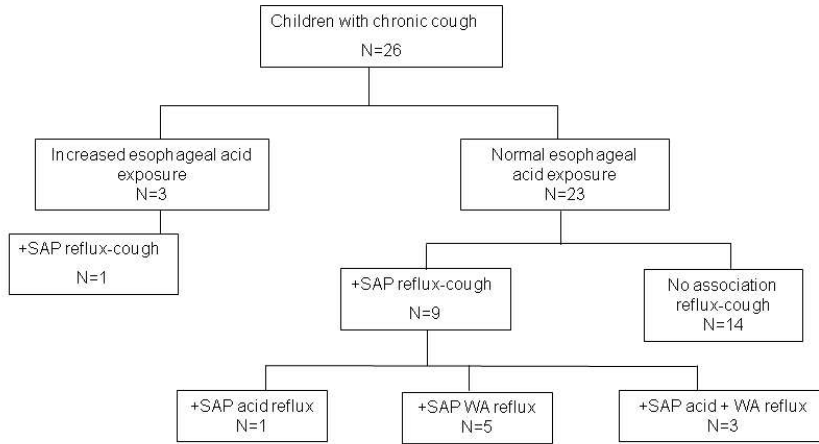 Children with chronic cough
N=26
Increased esophageal acid
exposure
N=3
Normal esophageal
acid exposure
N=23
+SAP reflux-cough
N=1
+SAP reflux-cough
N=9
No association
reflux-cough
N=14
+SAP acid reflux
N=1
+SAP WA reflux
N=5
+SAP acid + WA reflux
N=3